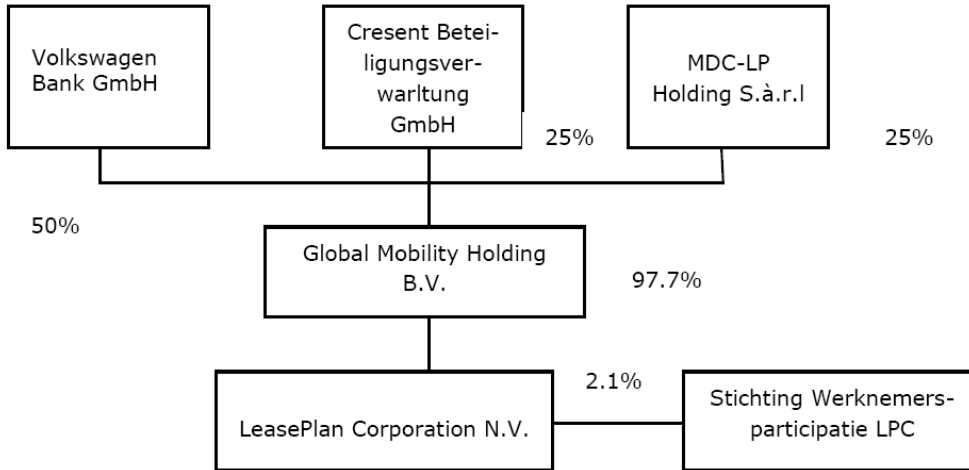 Volkswagen
Bank GmbH
Cresent Betei-
ligungsver-
warltung
GmbH
MDC-LP
Holding S.à.r.l
25%
25%
50%
Global Mobility Holding
B.V.
97.7%
2.1%
LeasePlan Corporation N.V.
Stichting Werknemers-
participatie LPC